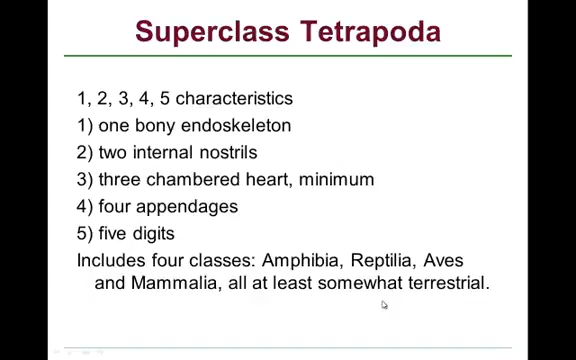 Superclass Tetrapoda
1, 2, 3, 4, 5 characteristics
1) one bony endoskeleton
2) two internal nostrils
3) three chambered heart, minimum
4) four appendages
5) five digits
Includes four classes: Amphibia, Reptilia, Aves
and Mammalia, all at least somewhat terrestrial.